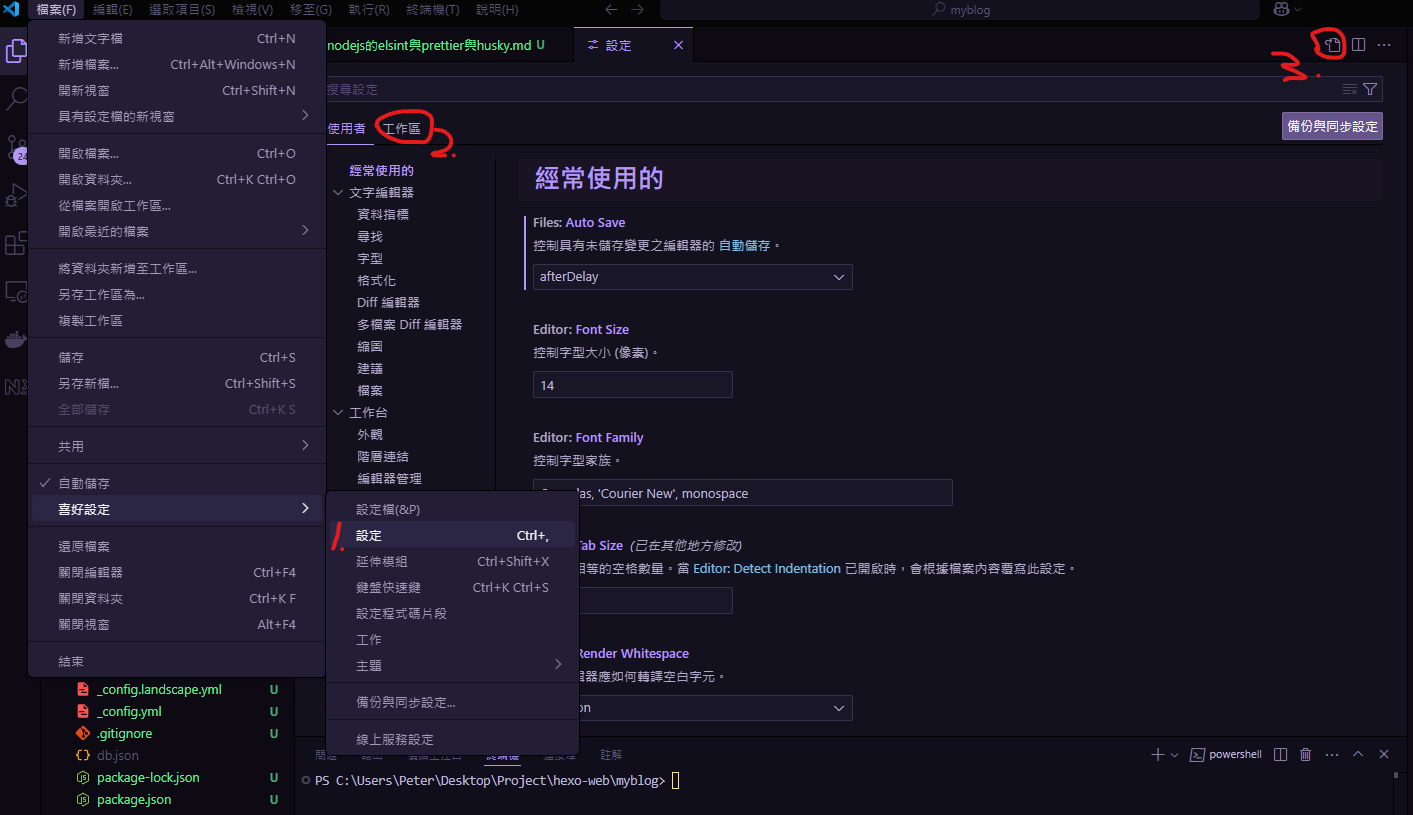 檔案(F) 編輯(E) 選取項目(S) 檢視(V) 移至(G) 執行(R) 終端機(T) 說明(H) myblog
新增文字檔 Ctrl+N
新增檔案... Ctrl+Alt+Windows+N
開新視窗 Ctrl+Shift+N
具有設定檔的新視窗
開啟檔案... Ctrl+O
開啟資料夾... Ctrl+K Ctrl+O
從檔案開啟工作區...
開啟最近的檔案
將資料夾新增至工作區...
另存工作區為...
複製工作區
儲存 Ctrl+S
另存新檔... Ctrl+Shift+S
全部儲存 Ctrl+K S
共用
自動儲存
喜好設定
還原檔案
關閉編輯器 Ctrl+F4
關閉資料夾 Ctrl+K F
關閉視窗 Alt+F4
結束
設定檔(&P)
設定 Ctrl+,
延伸模組 Ctrl+Shift+X
鍵盤快速鍵 Ctrl+K Ctrl+S
設定程式碼片段
工作
主題
備份與同步設定...
線上服務設定
1.
2.
3.
24
nodejs的elsint與prettier與husky.md U
設定
搜尋設定
使用者 工作區
備份與同步設定
經常使用的
文字編輯器
資料指標
尋找
字型
格式化
Diff 編輯器
多檔案 Diff 編輯器
縮圖
建議
檔案
工作台
外觀
階層連結
編輯器管理
經常使用的
Files: Auto Save
控制具有未儲存變更之編輯器的 自動儲存。
afterDelay
Editor: Font Size
控制字型大小 (像素)。
14
Editor: Font Family
控制字型家族。
las, 'Courier New', monospace
Tab Size (已在其他地方修改)
相等的空格數量。當 Editor: Detect Indentation 已開啟時，會根據檔案內容覆寫此設定。
Render Whitespace
輯器應如何轉譯空白字元。
on
_config.landscape.yml U
_config.yml U
.gitignore U
db.json
package-lock.json U
package.json U
終端機 註解
powershell
PS C:\Users\Peter\Desktop\Project\hexo-web\myblog>